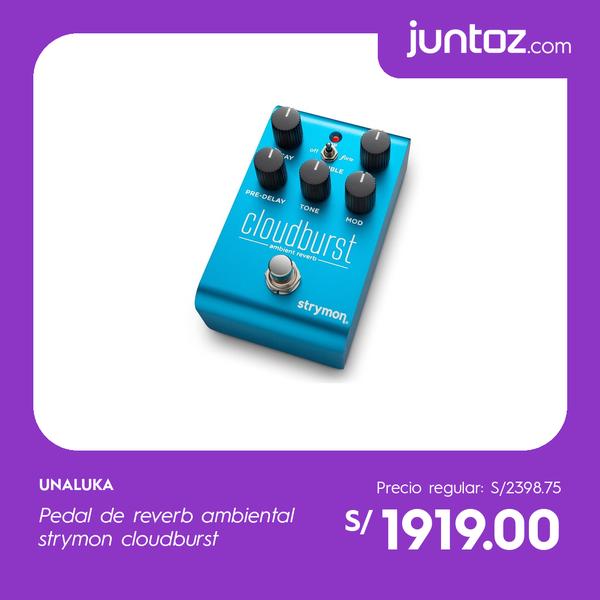 juntoz.com
off
PRE-DELAY
TONE
MOD
cloudburst
ambient reverb
strymon
UNALUKA
Precio regular: S/2398.75
Pedal de reverb ambiental
strymon cloudburst
S/ 1919.00